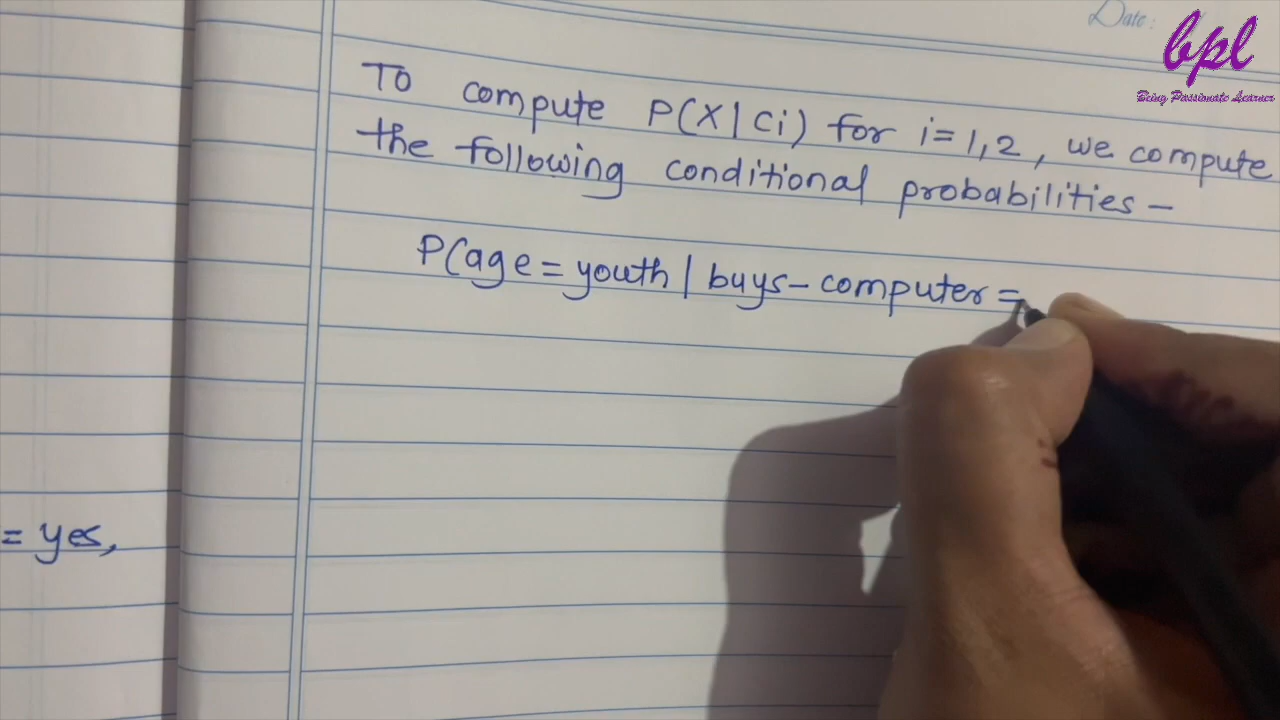 Date:
bpl
Being Passionate Learner
To compute P(X|Ci) for i=1,2, we compute
the following conditional probabilities -
P(age = youth | buys-computer =
= yes,